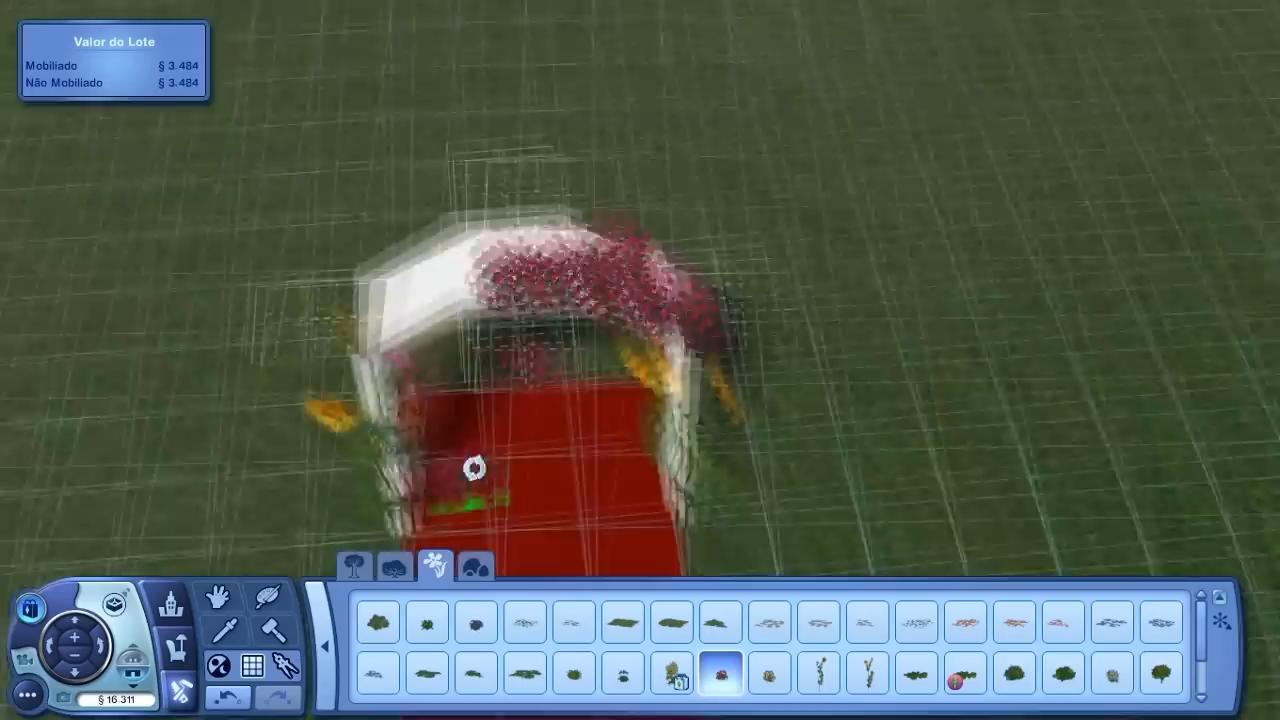 Valor do Lote
Mobiliado § 3.484
Não Mobiliado § 3.484
§ 16.311